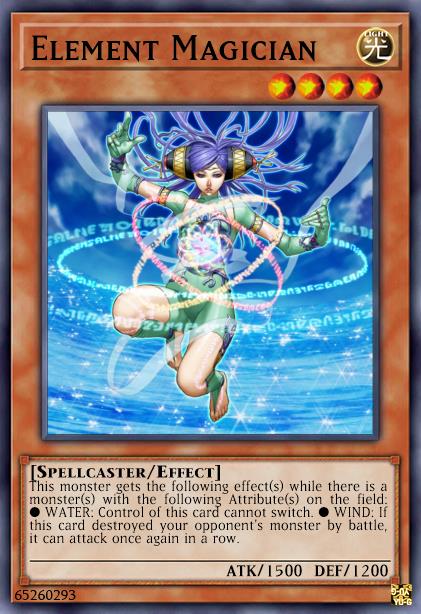 ELEMENT MAGICIAN
LIGHT
光
[SPELLCASTER/EFFECT]
This monster gets the following effect(s) while there is a
monster(s) with the following Attribute(s) on the field:
● WATER: Control of this card cannot switch. ● WIND: If
this card destroyed your opponent's monster by battle,
it can attack once again in a row.
ATK/1500 DEF/1200
65260293